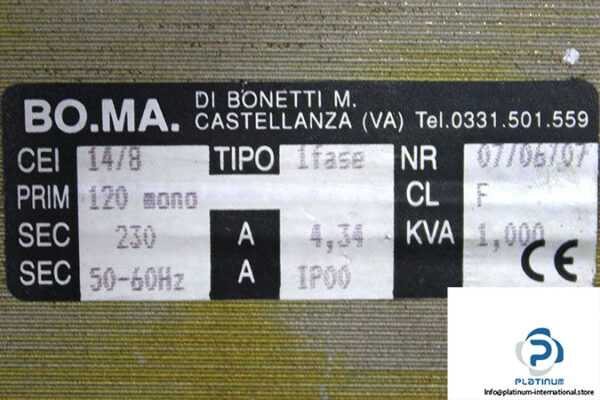 BO.MA. DI BONETTI M.
CASTELLANZA (VA) Tel.0331.501.559
CEI 14/8 TIPO 1fase NR 07/06/07
PRIM 120 mono CL F
SEC 230 A 4,34 KVA 1,000
SEC 50-60Hz A IP00 CE
P
PLATINUM
Info@platinum-international.store